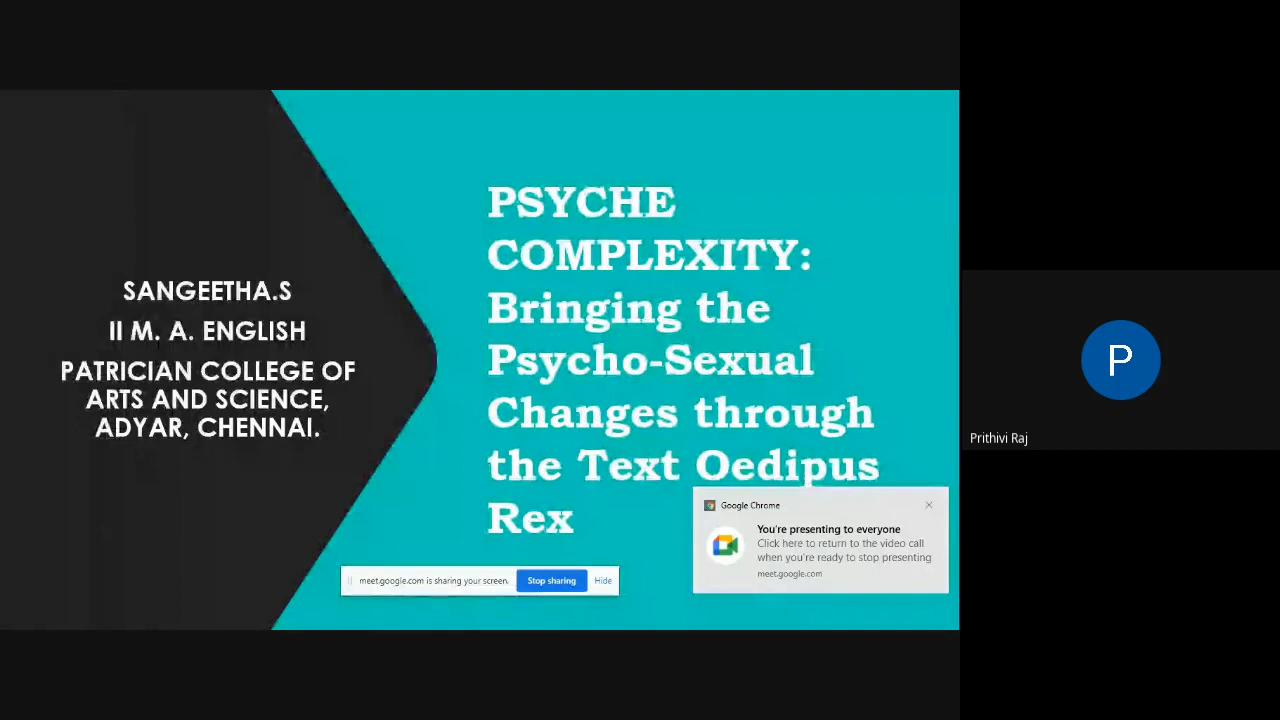 SANGEETHA.S
II M. A. ENGLISH
PATRICIAN COLLEGE OF
ARTS AND SCIENCE,
ADYAR, CHENNAI.
PSYCHE
COMPLEXITY:
Bringing the
Psycho-Sexual
Changes through
the Text Oedipus
Rex
Google Chrome
You're presenting to everyone
Click here to return to the video call
when you're ready to stop presenting
meet.google.com
meet.google.com is sharing your screen.
Stop sharing
Hide
P
Prithivi Raj